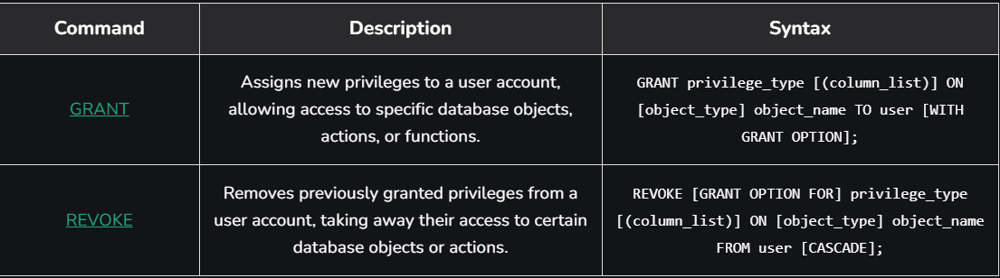 Command
Description
Syntax
GRANT
Assigns new privileges to a user account,
allowing access to specific database objects,
actions, or functions.
GRANT privilege_type [(column_list)] ON
[object_type] object_name TO user [WITH
GRANT OPTION];
REVOKE
Removes previously granted privileges from a
user account, taking away their access to certain
database objects or actions.
REVOKE [GRANT OPTION FOR] privilege_type
[(column_list)] ON [object_type] object_name
FROM user [CASCADE];